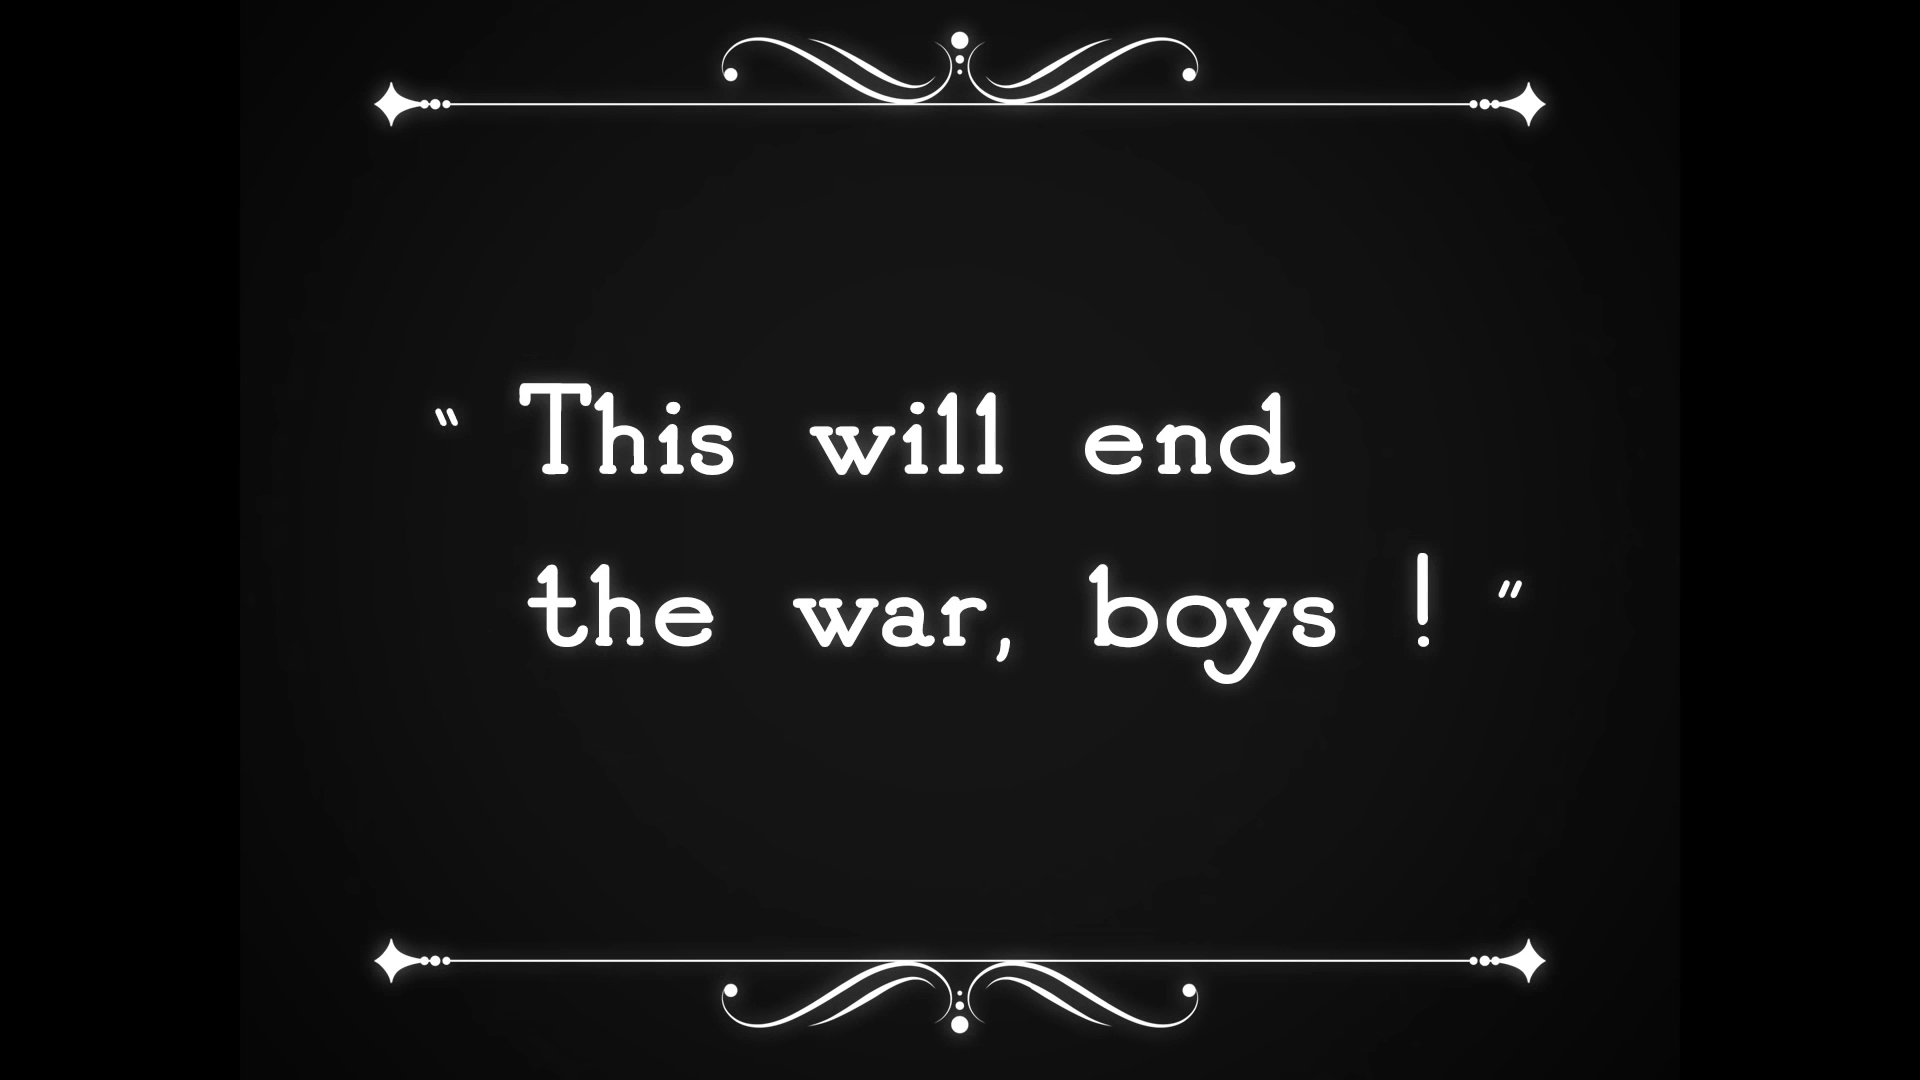 “ This will end
the war, boys ! ”